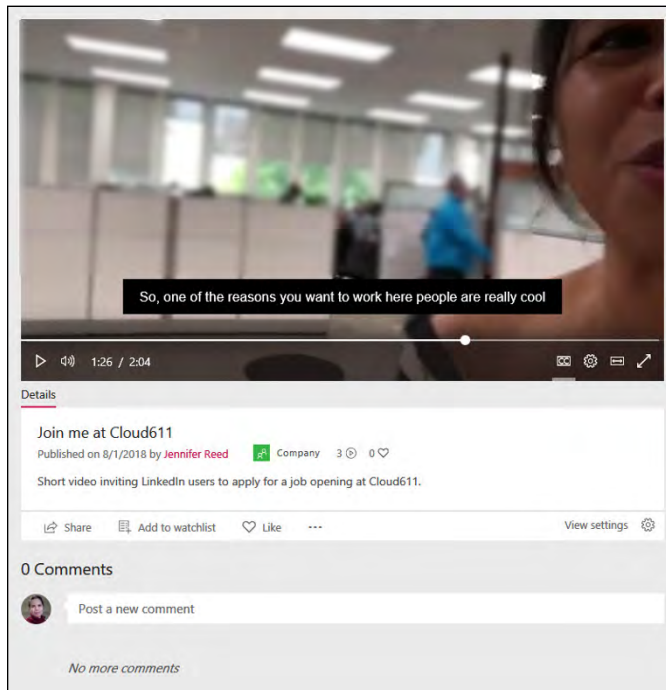 So, one of the reasons you want to work here people are really cool
1:26 / 2:04
CC
Details
Join me at Cloud611
Published on 8/1/2018 by Jennifer Reed Company 3 0
Short video inviting LinkedIn users to apply for a job opening at Cloud611.
Share Add to watchlist Like ... View settings
0 Comments
Post a new comment
No more comments